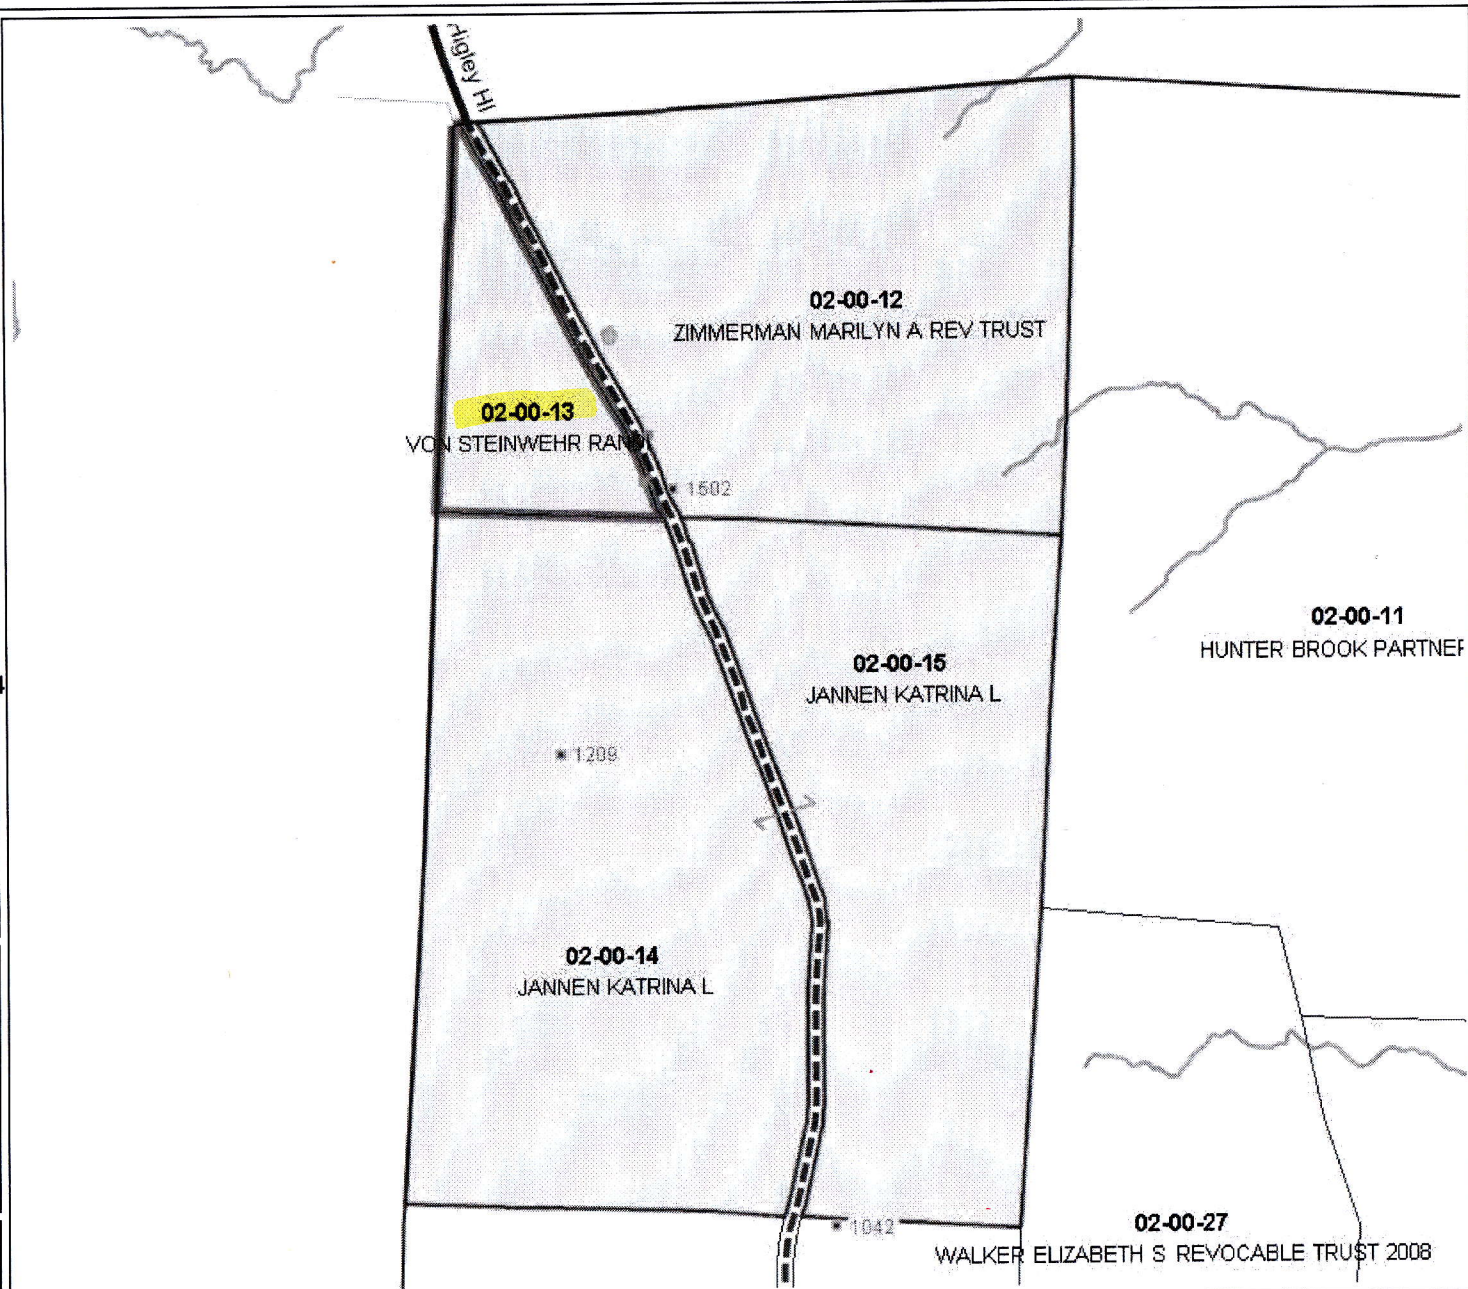 Higley Hl
02-00-12
ZIMMERMAN MARILYN A REV TRUST
02-00-13
VON STEINWEHR
1502
02-00-11
HUNTER BROOK PARTNER
02-00-15
JANNEN KATRINA L
1209
02-00-14
JANNEN KATRINA L
1042
02-00-27
WALKER ELIZABETH S REVOCABLE TRUST 2008